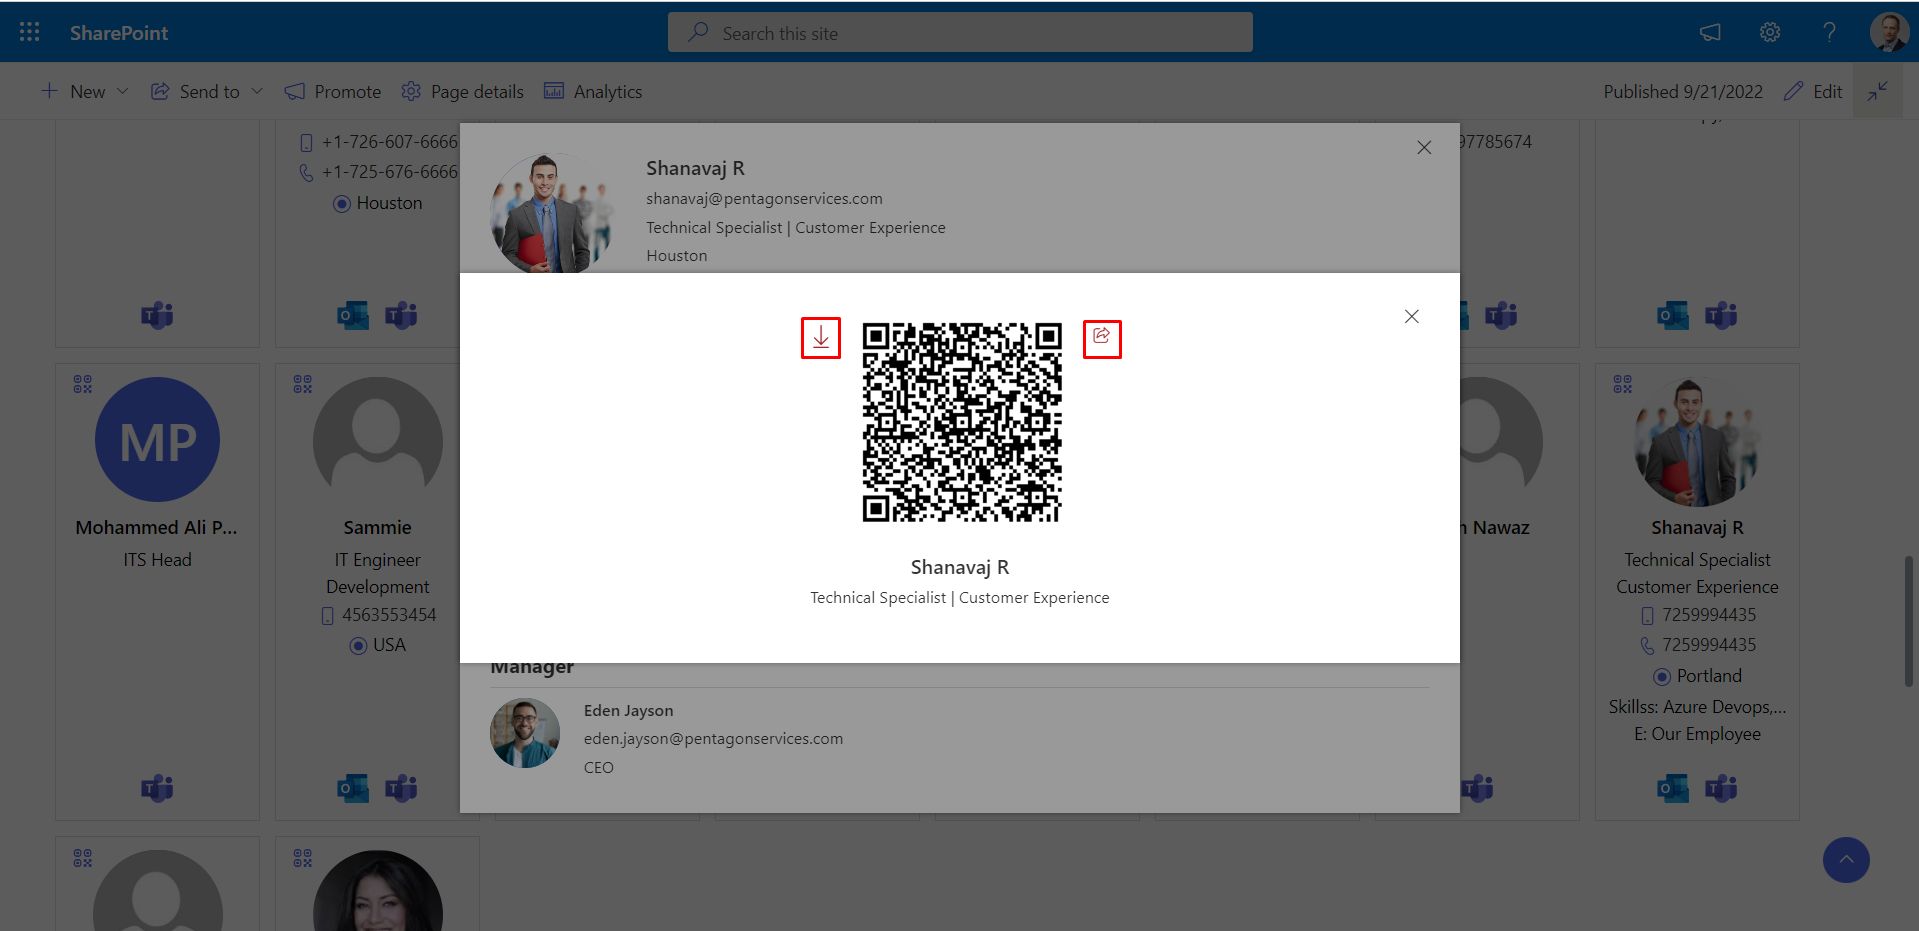 SharePoint
Search this site
New
Send to
Promote
Page details
Analytics
Published 9/21/2022
Edit
+1-726-607-6666
+1-725-676-6666
Houston
97785674
Shanavaj R
shanavaj@pentagonservices.com
Technical Specialist | Customer Experience
Houston
Shanavaj R
Technical Specialist | Customer Experience
Manager
Eden Jayson
eden.jayson@pentagonservices.com
CEO
MP
Mohammed Ali P...
ITS Head
Sammie
IT Engineer
Development
4563553454
USA
Nawaz
Shanavaj R
Technical Specialist
Customer Experience
7259994435
7259994435
Portland
Skillss: Azure Devops,...
E: Our Employee